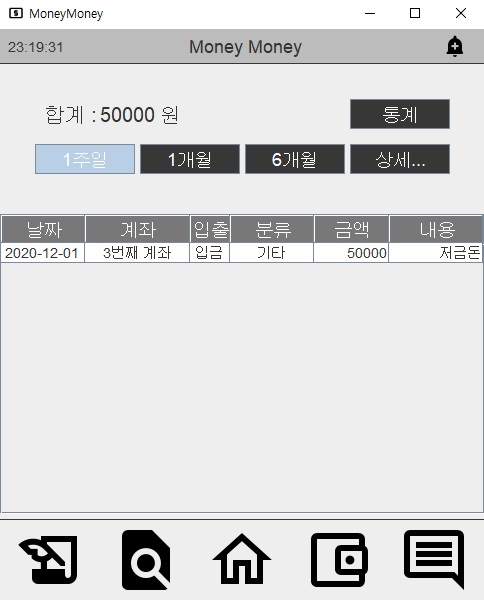 MoneyMoney
23:19:31 Money Money
합계 : 50000 원 통계
1주일 1개월 6개월 상세...
날짜 계좌 입출 분류 금액 내용
2020-12-01 3번째 계좌 입금 기타 50000 저금돈